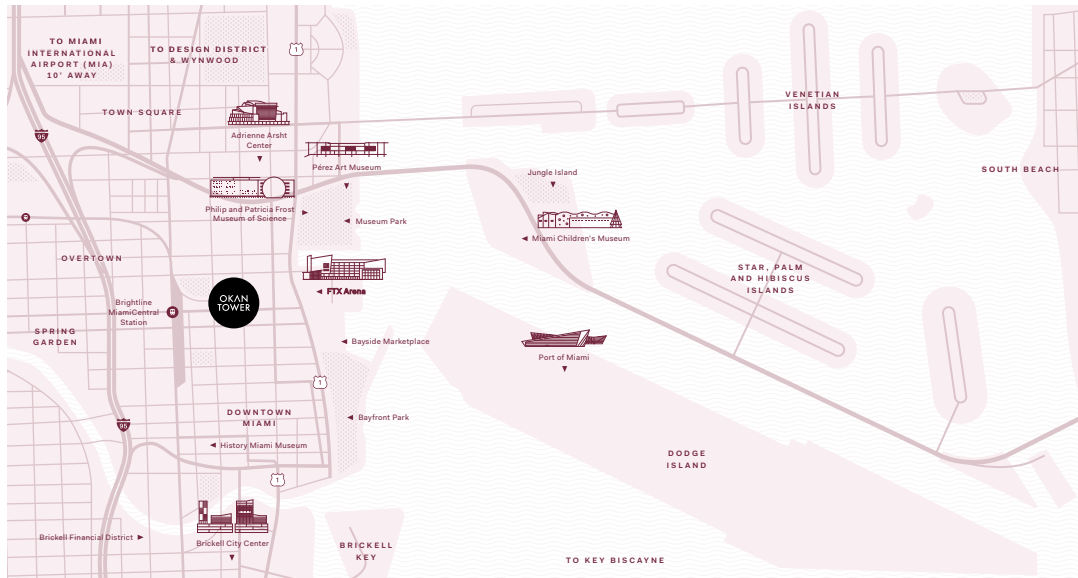 TO MIAMI
INTERNATIONAL
AIRPORT (MIA)
10' AWAY
TO DESIGN DISTRICT
& WYNWOOD
1
TOWN SQUARE
95
Adrienne Arsht
Center
Pérez Art Museum
VENETIAN
ISLANDS
SOUTH BEACH
Jungle Island
Philip and Patricia Frost
Museum of Science
Museum Park
Miami Children's Museum
OVERTOWN
STAR, PALM
AND HIBISCUS
ISLANDS
FTX Arena
OKAN
TOWER
Brightline
MiamiCentral
Station
SPRING
GARDEN
Bayside Marketplace
Port of Miami
1
DOWNTOWN
MIAMI
Bayfront Park
95
History Miami Museum
DODGE
ISLAND
1
Brickell Financial District
Brickell City Center
BRICKELL
KEY
TO KEY BISCAYNE